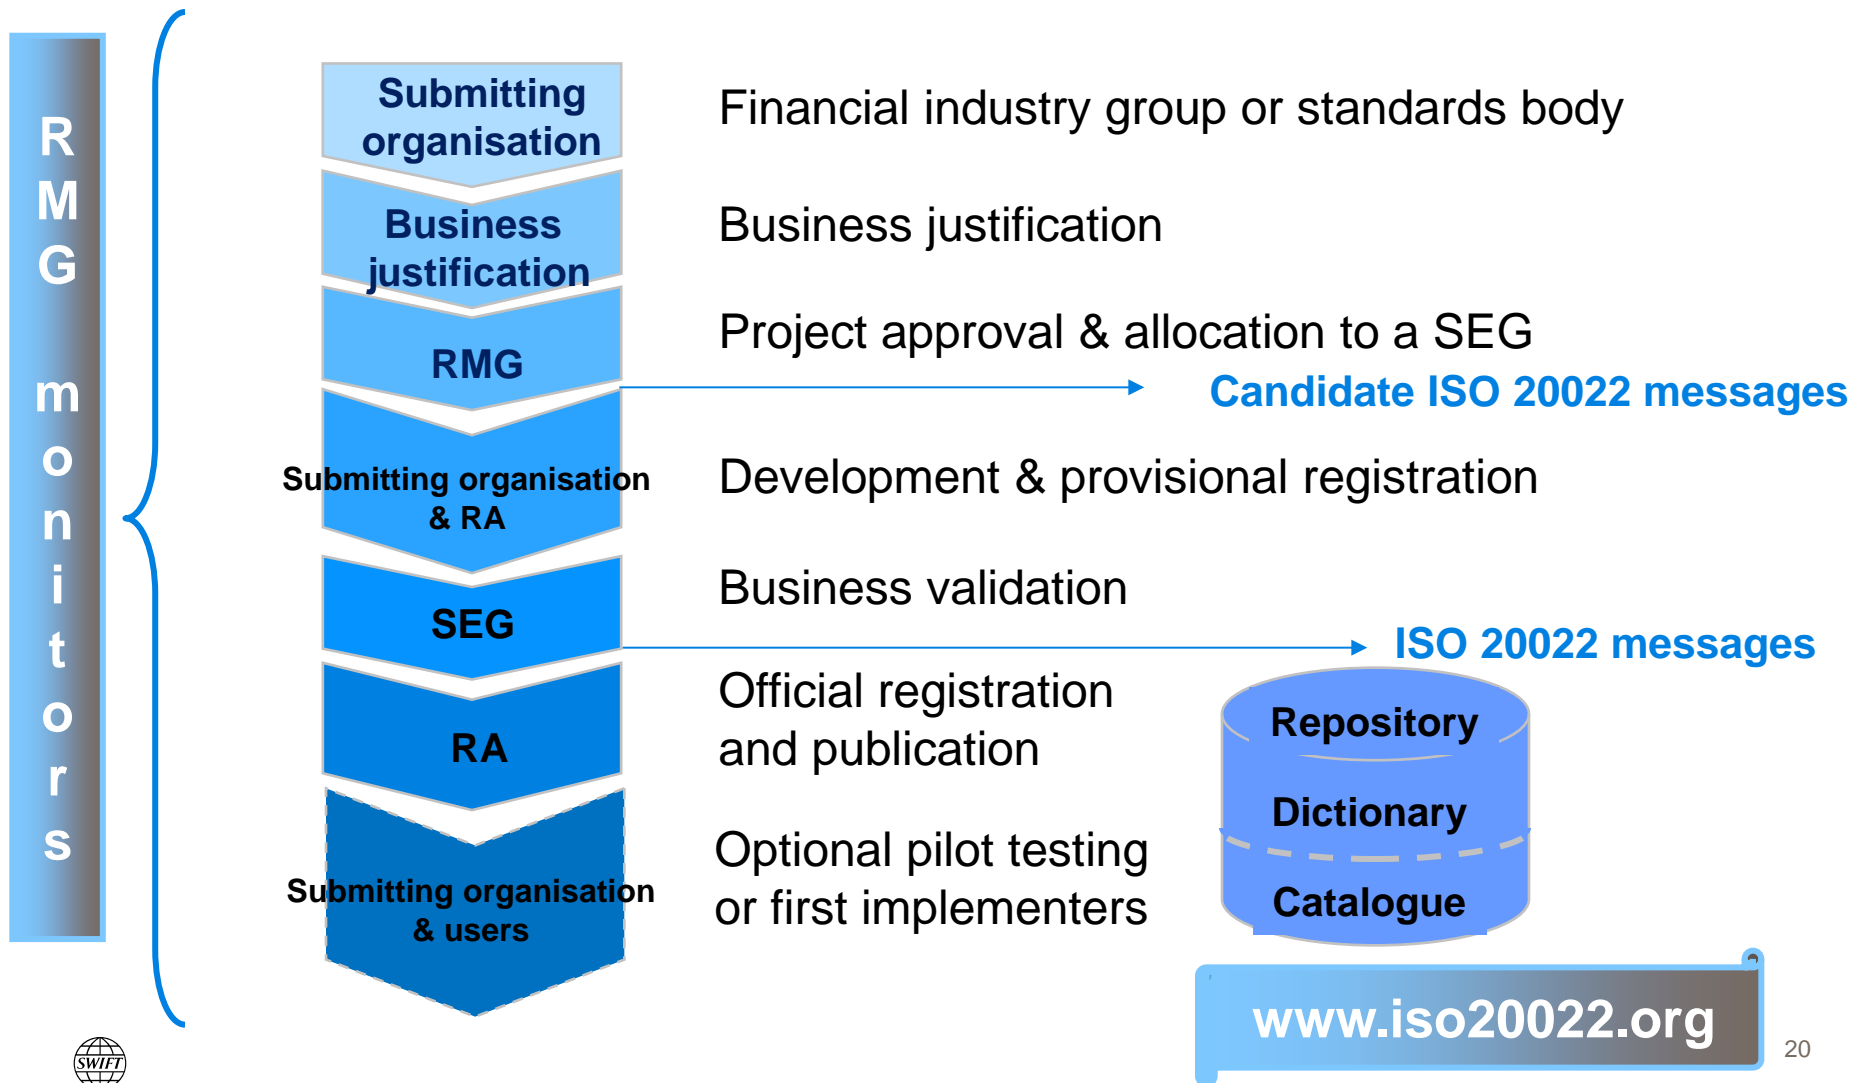 RMG monitors
Submitting
organisation
Financial industry group or standards body
Business
justification
Business justification
RMG
Project approval & allocation to a SEG
Candidate ISO 20022 messages
Submitting organisation
& RA
Development & provisional registration
SEG
Business validation
ISO 20022 messages
RA
Official registration
and publication
Repository
Dictionary
Catalogue
Submitting organisation
& users
Optional pilot testing
or first implementers
www.iso20022.org
SWIFT
20